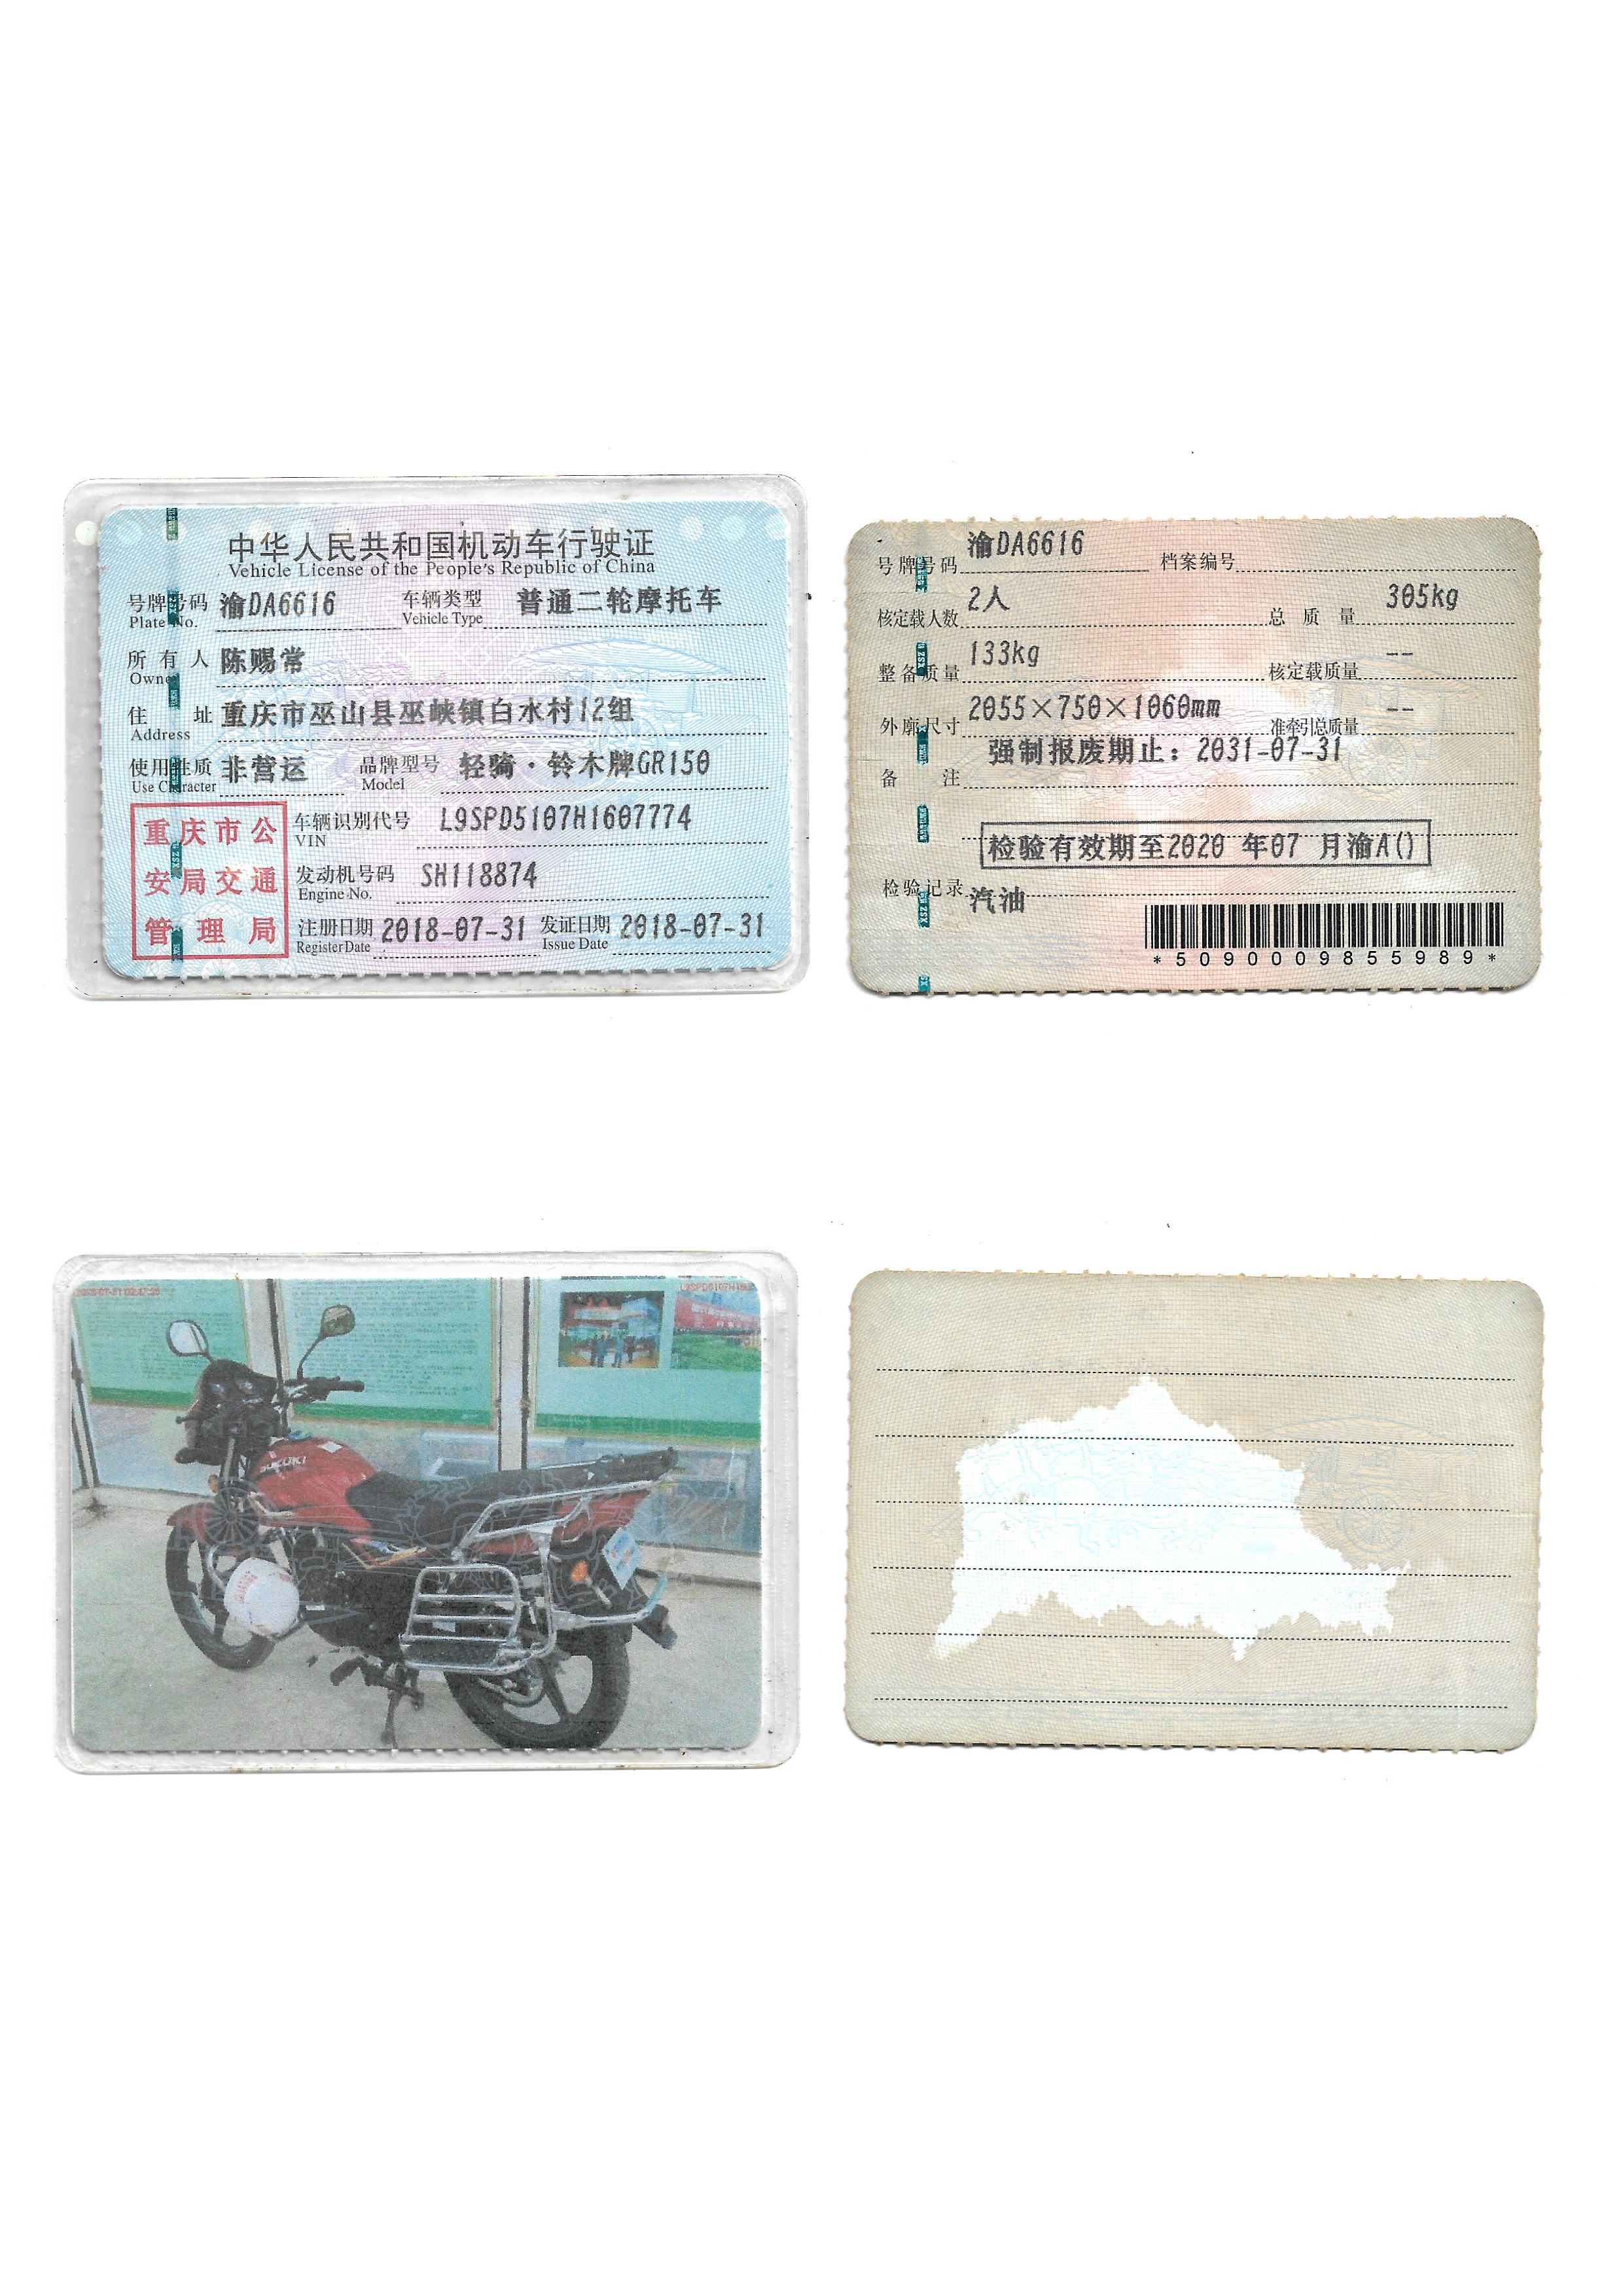 中华人民共和国机动车行驶证
Vehicle License of the People's Republic of China
号牌号码 渝DA6616 车辆类型 普通二轮摩托车
Plate No. Vehicle Type
所有人 陈赐常
Owner
住址 重庆市巫山县巫峡镇白水村12组
Address
使用性质 非营运 品牌型号 轻骑·铃木牌GR150
Use Character Model
重庆市公
安局交通
管理局
车辆识别代号 L9SPD5107H1607774
VIN
发动机号码 SH118874
Engine No.
注册日期 2018-07-31 发证日期 2018-07-31
Register Date Issue Date
号牌号码 渝DA6616 档案编号
核定载人数 2人 总质量 305kg
整备质量 133kg 核定载质量 --
外廓尺寸 2055×750×1060mm 准牵引总质量 --
备注 强制报废期止：2031-07-31
检验有效期至2020 年07 月渝A()
检验记录 汽油
*5090009855989*
SUZUKI